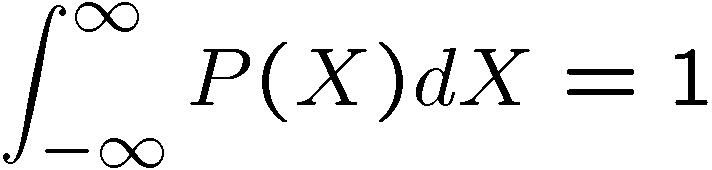 ∫_{-∞}^{∞} P(X)dX = 1